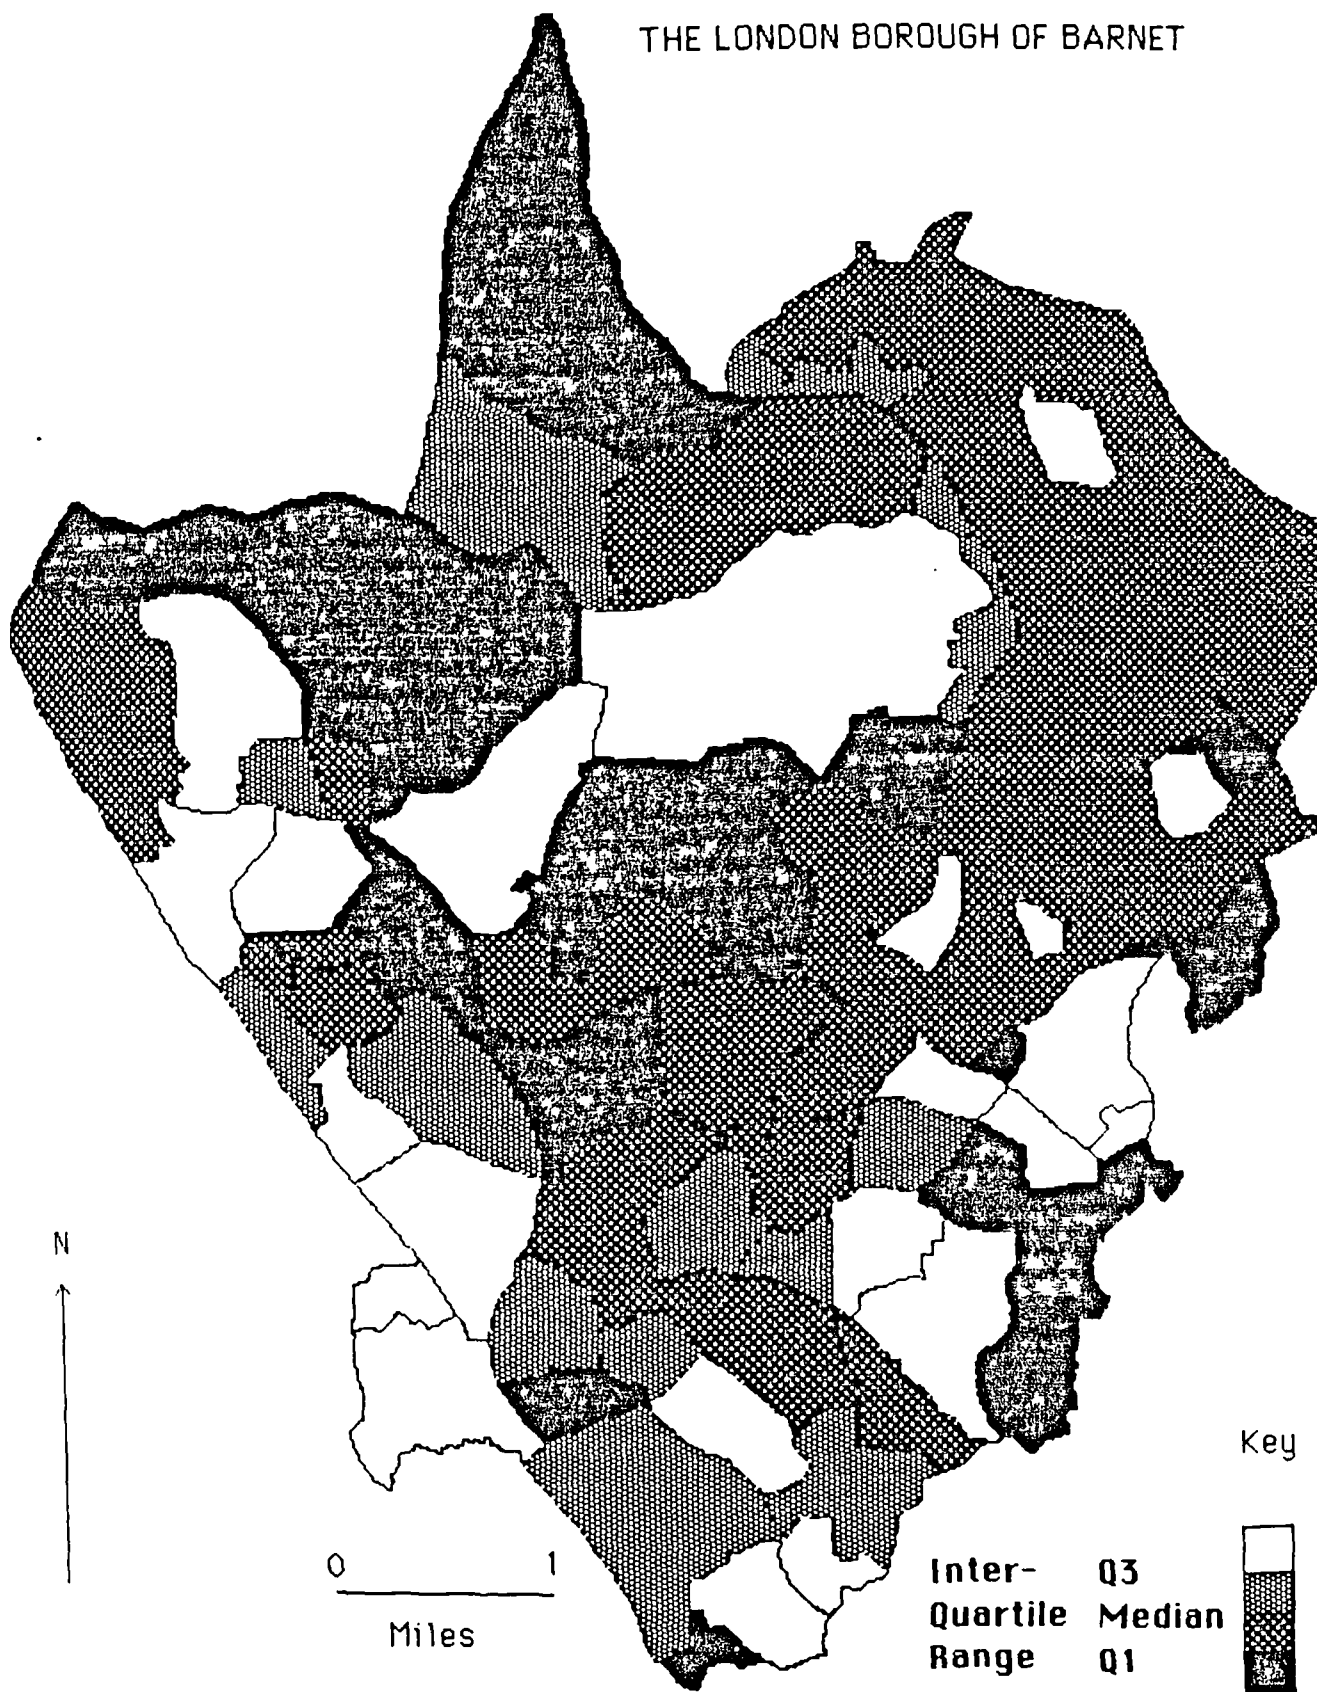 THE LONDON BOROUGH OF BARNET
N
Key
0 1
Miles
Inter- Q3
Quartile Median
Range Q1